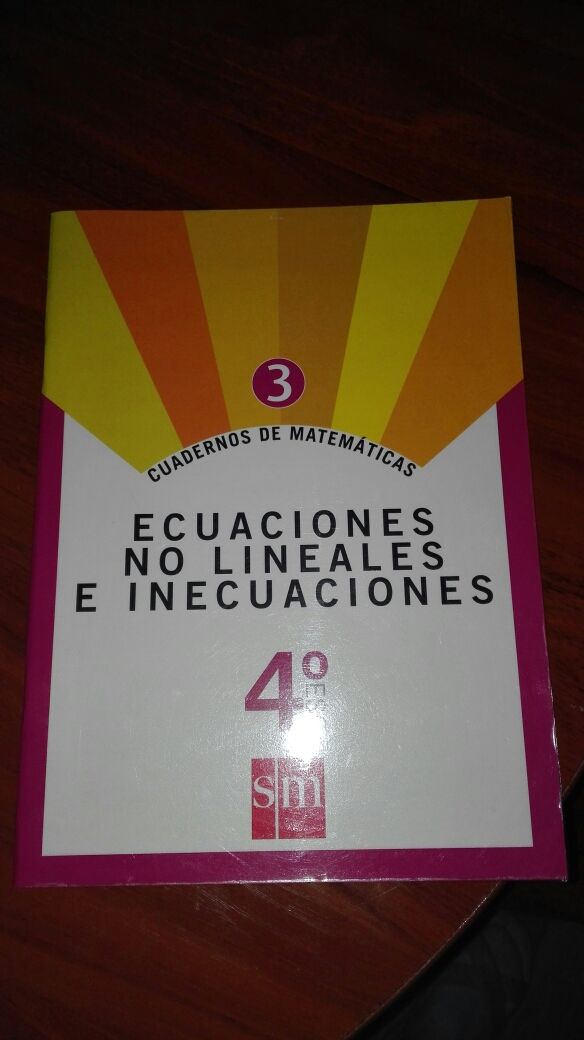 3
CUADERNOS DE MATEMÁTICAS
ECUACIONES
NO LINEALES
E INECUACIONES
4º
sm